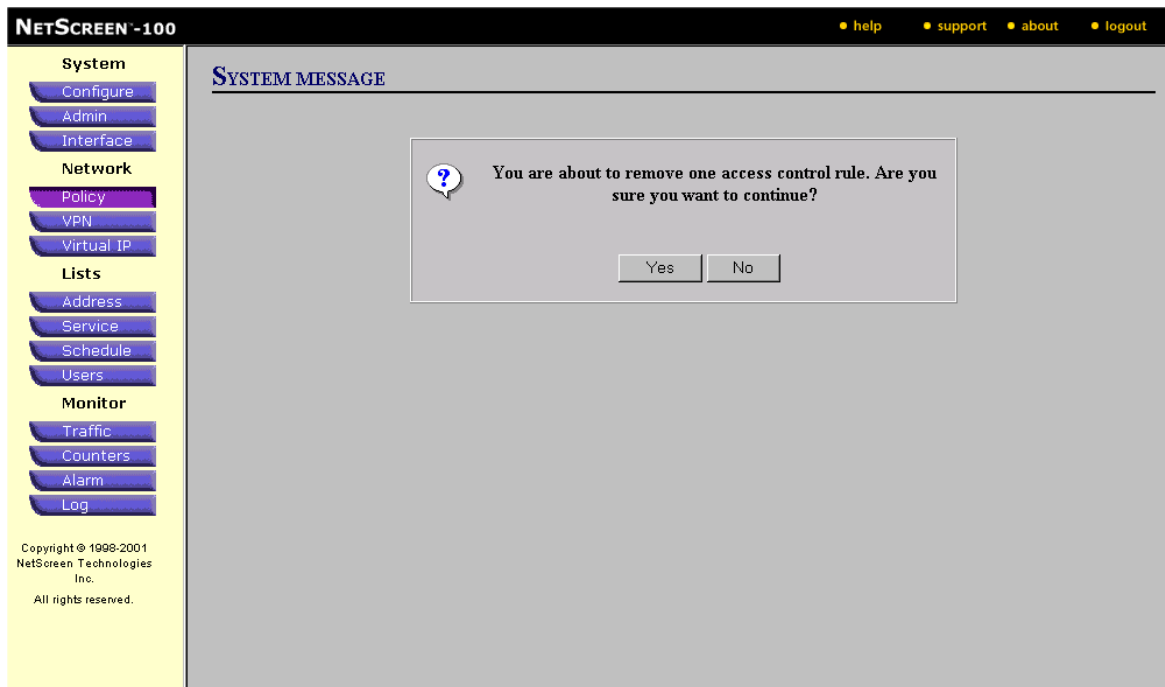 NETSCREEN™-100
help support about logout
System
Configure
Admin
Interface
Network
Policy
VPN
Virtual IP
Lists
Address
Service
Schedule
Users
Monitor
Traffic
Counters
Alarm
Log
Copyright © 1998-2001
NetScreen Technologies
Inc.
All rights reserved.
SYSTEM MESSAGE
?
You are about to remove one access control rule. Are you
sure you want to continue?
Yes No